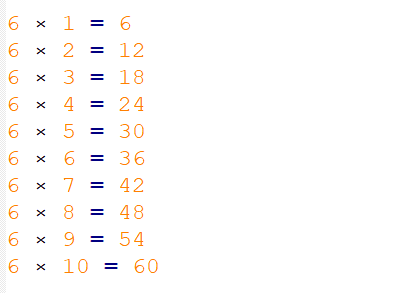 6 × 1 = 6
6 × 2 = 12
6 × 3 = 18
6 × 4 = 24
6 × 5 = 30
6 × 6 = 36
6 × 7 = 42
6 × 8 = 48
6 × 9 = 54
6 × 10 = 60